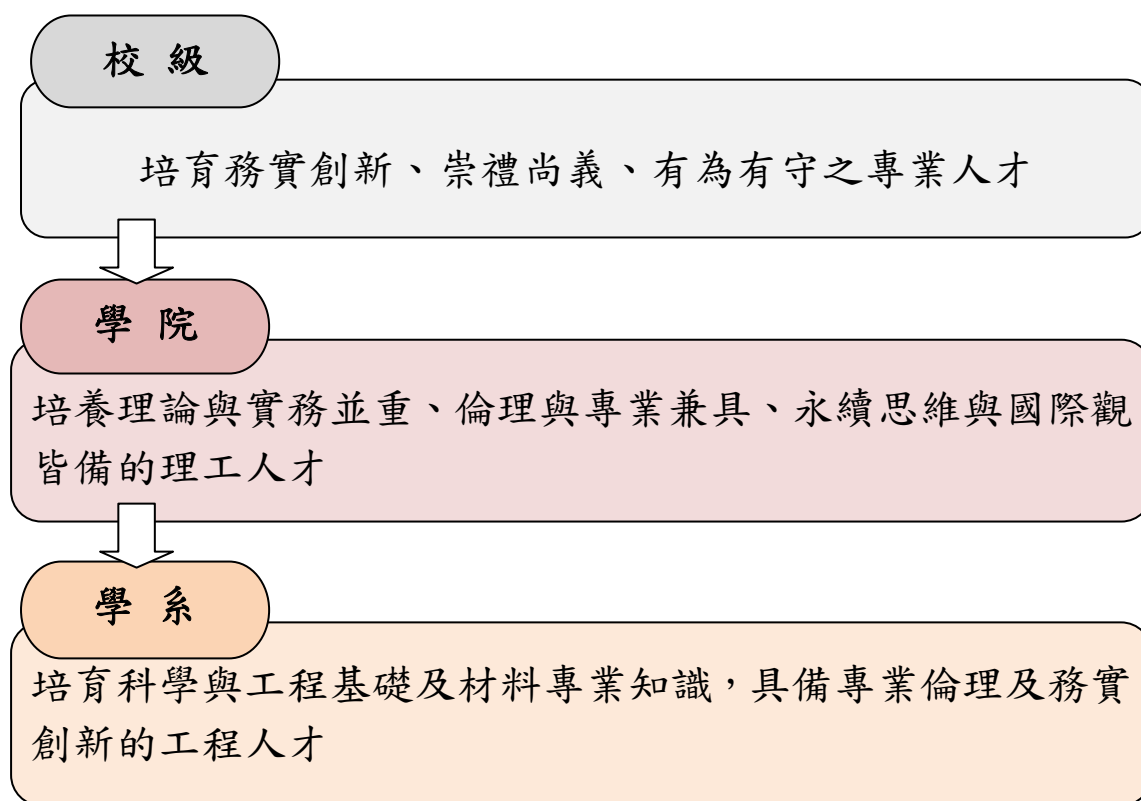 校 級
培育務實創新、崇禮尚義、有為有守之專業人才
學 院
培養理論與實務並重、倫理與專業兼具、永續思維與國際觀
皆備的理工人才
學 系
培育科學與工程基礎及材料專業知識，具備專業倫理及務實
創新的工程人才